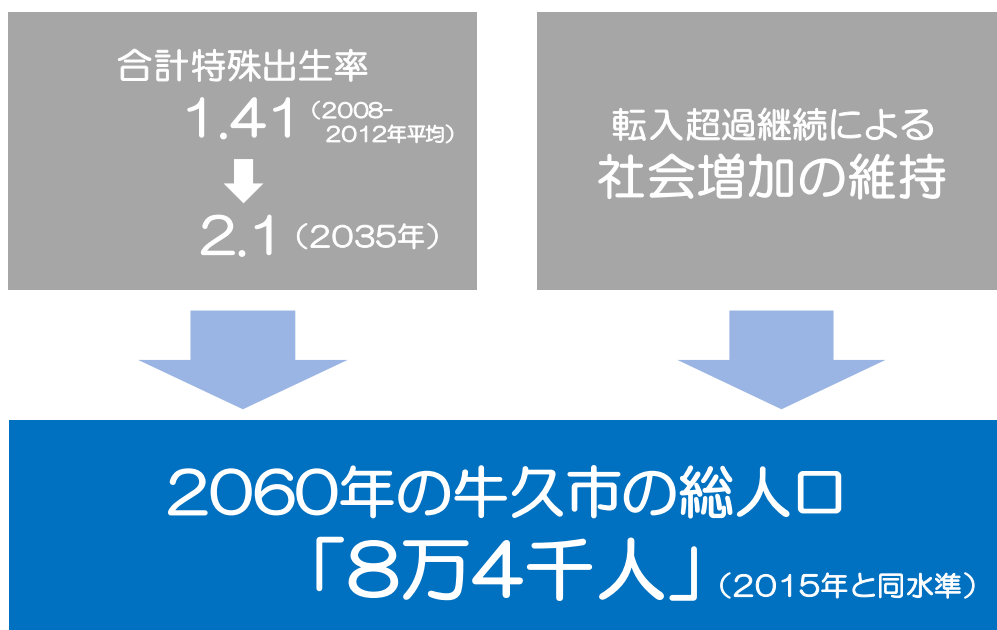 合計特殊出生率
1.41（2008-
2012年平均）
2.1（2035年）
転入超過継続による
社会増加の維持
2060年の牛久市の総人口
「8万4千人」（2015年と同水準）